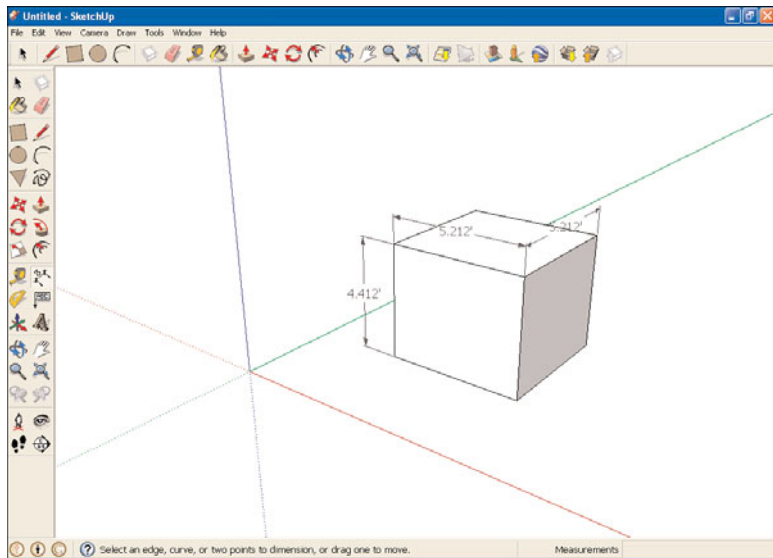 Untitled - SketchUp
File Edit View Camera Draw Tools Window Help
5.212'
5.212'
4.412'
Select an edge, curve, or two points to dimension, or drag one to move.
Measurements